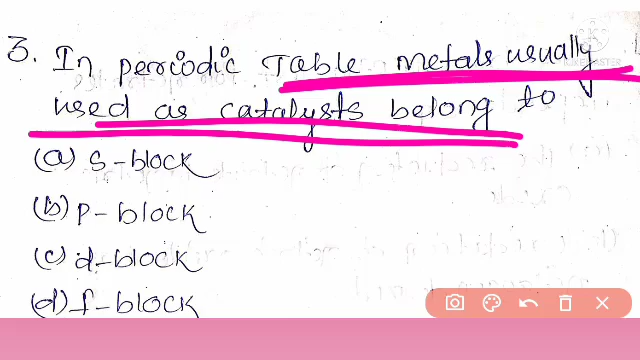 3. In periodic Table metals usually
used as catalysts belong to
(a) s-block
(b) p-block
(c) d-block
(d) f-block